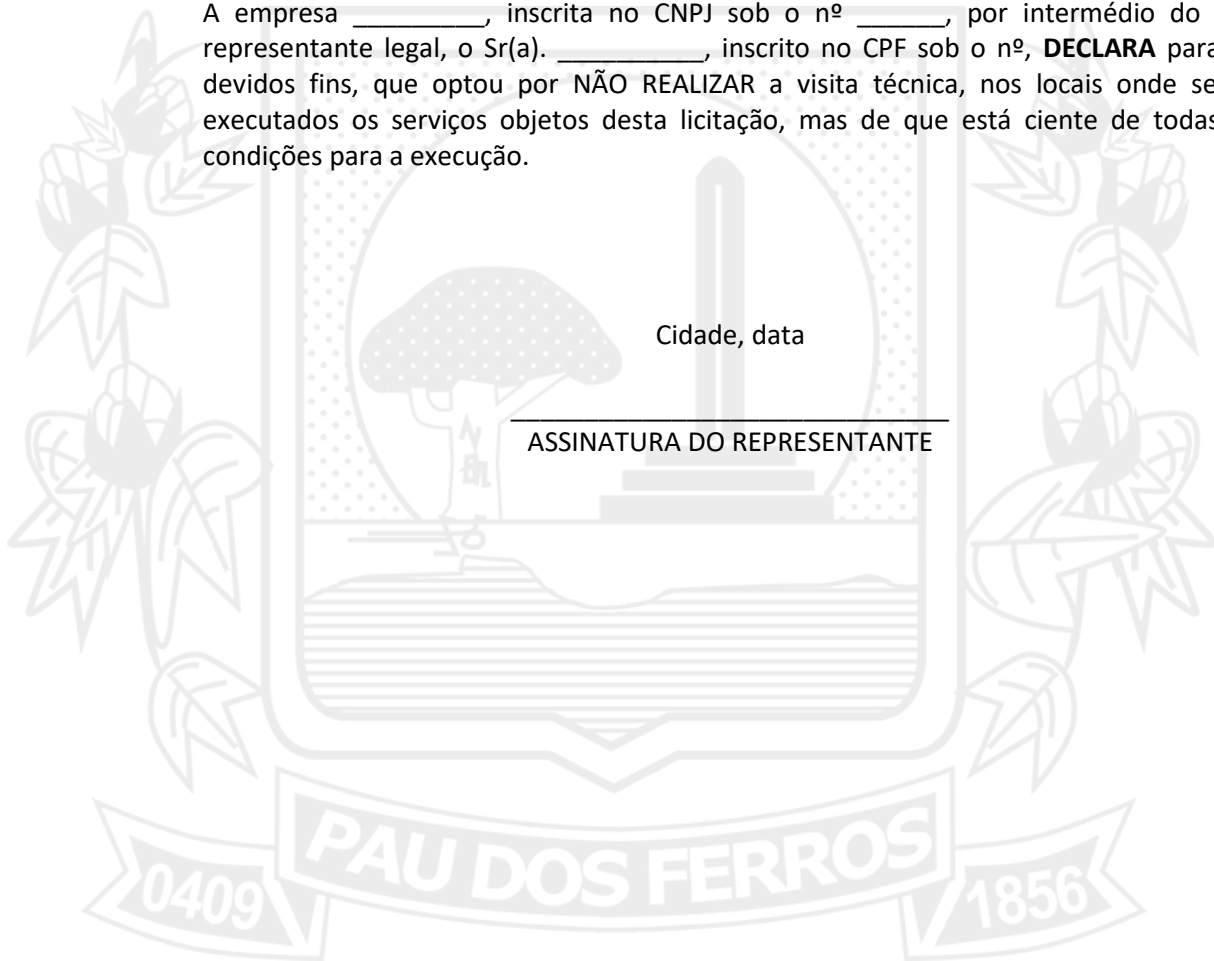 A empresa _________, inscrita no CNPJ sob o nº ______, por intermédio do
representante legal, o Sr(a). __________, inscrito no CPF sob o nº, DECLARA para
devidos fins, que optou por NÃO REALIZAR a visita técnica, nos locais onde
executados os serviços objetos desta licitação, mas de que está ciente de todas
condições para a execução.
Cidade, data
______________________________
ASSINATURA DO REPRESENTANTE
PAU DOS FERROS
0409
1856